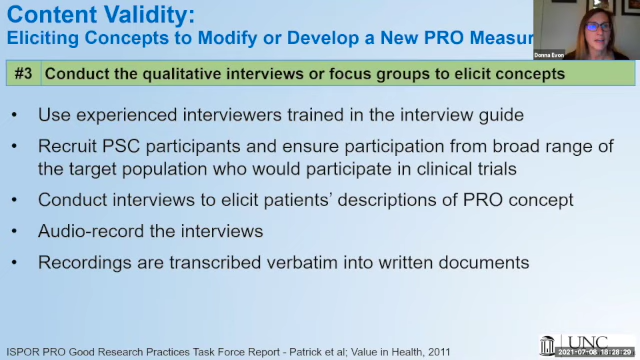 Content Validity:
Eliciting Concepts to Modify or Develop a New PRO Measur
Donna Evon
#3 Conduct the qualitative interviews or focus groups to elicit concepts
• Use experienced interviewers trained in the interview guide
• Recruit PSC participants and ensure participation from broad range of
the target population who would participate in clinical trials
• Conduct interviews to elicit patients' descriptions of PRO concept
• Audio-record the interviews
• Recordings are transcribed verbatim into written documents
ISPOR PRO Good Research Practices Task Force Report - Patrick et al; Value in Health, 2011
UNC
2021-07-08 18:28:29